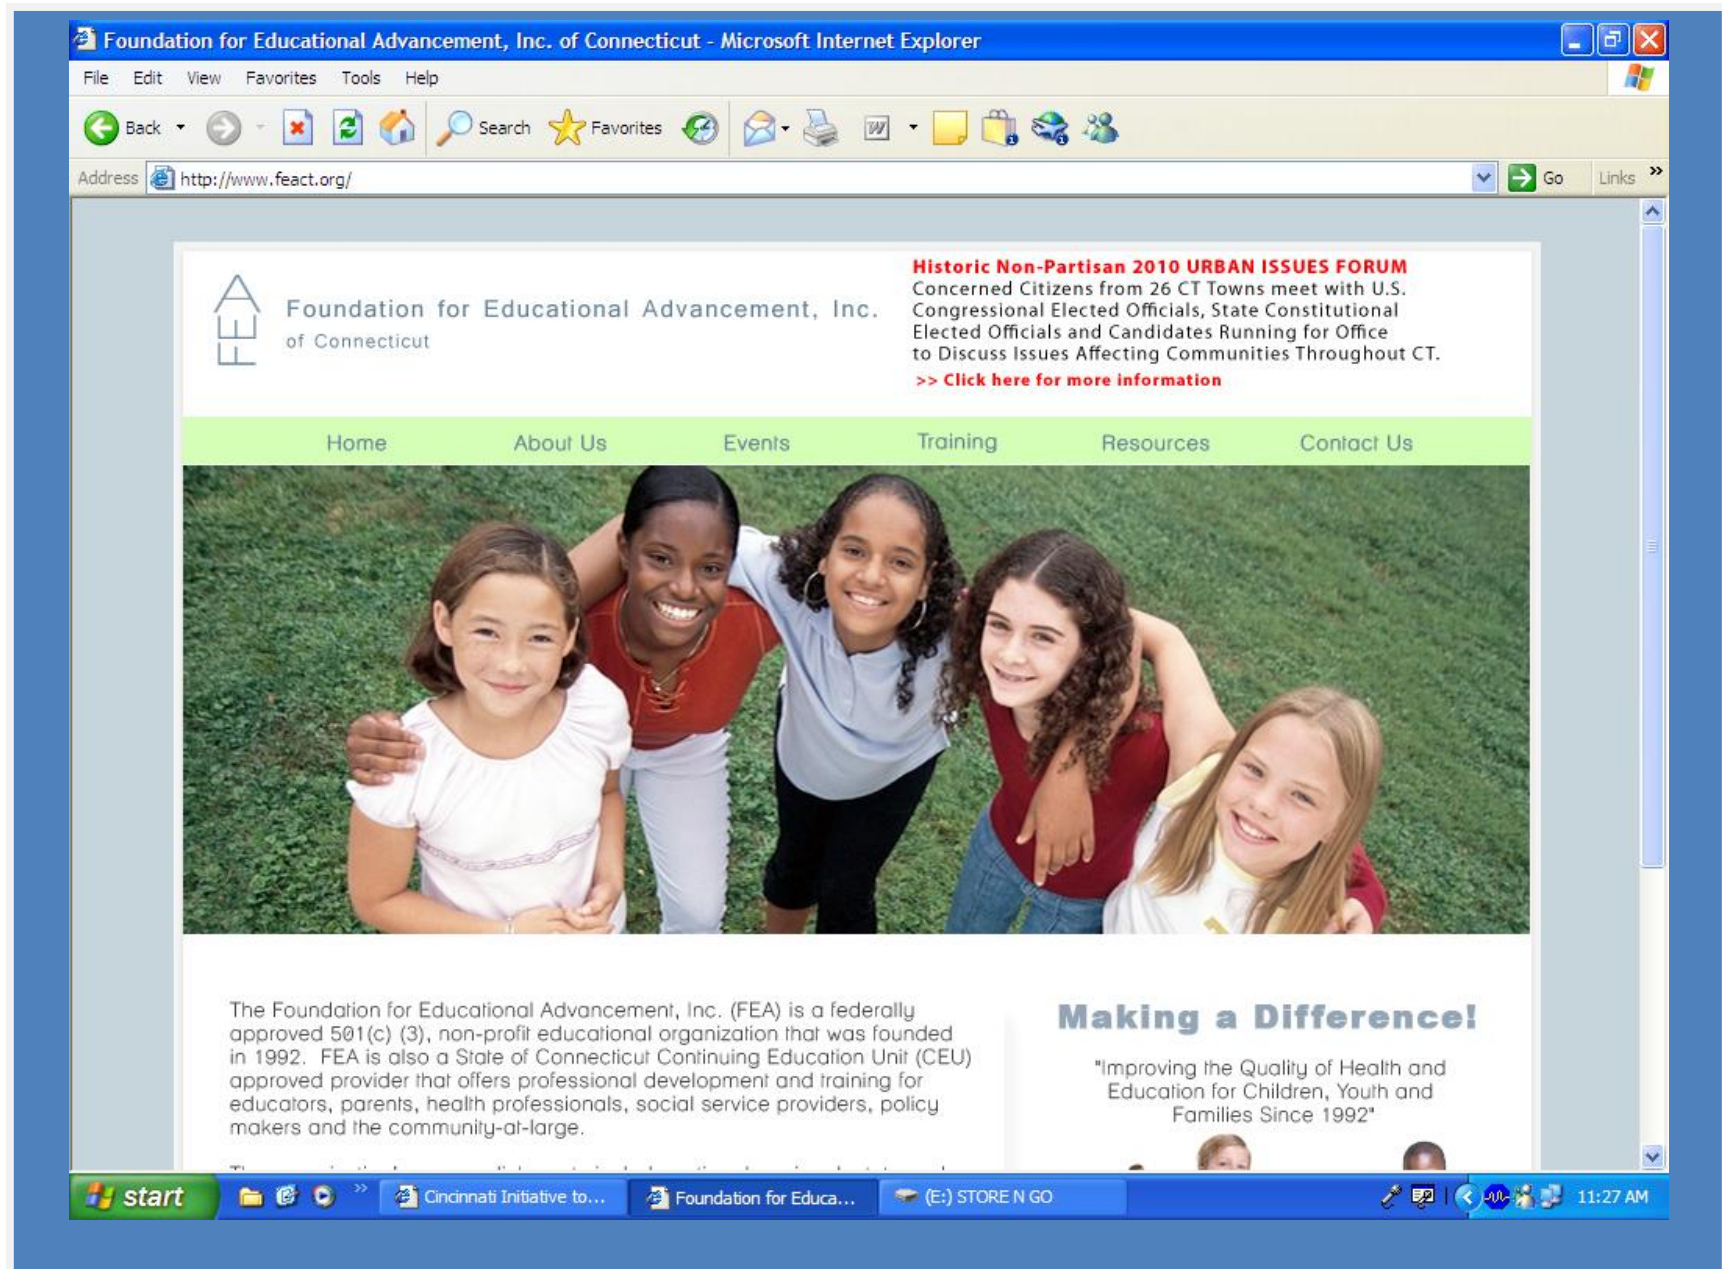 Foundation for Educational Advancement, Inc. of Connecticut - Microsoft Internet Explorer
File Edit View Favorites Tools Help
Back Search Favorites
Address http://www.feact.org/ Go Links »
Historic Non-Partisan 2010 URBAN ISSUES FORUM
Concerned Citizens from 26 CT Towns meet with U.S.
Congressional Elected Officials, State Constitutional
Elected Officials and Candidates Running for Office
to Discuss Issues Affecting Communities Throughout CT.
>> Click here for more information
FEA
Foundation for Educational Advancement, Inc.
of Connecticut
Home About Us Events Training Resources Contact Us
The Foundation for Educational Advancement, Inc. (FEA) is a federally
approved 501(c) (3), non-profit educational organization that was founded
in 1992. FEA is also a State of Connecticut Continuing Education Unit (CEU)
approved provider that offers professional development and training for
educators, parents, health professionals, social service providers, policy
makers and the community-at-large.
Making a Difference!
"Improving the Quality of Health and
Education for Children, Youth and
Families Since 1992"
start » Cincinnati Initiative to... Foundation for Educa... (E:) STORE N GO 11:27 AM